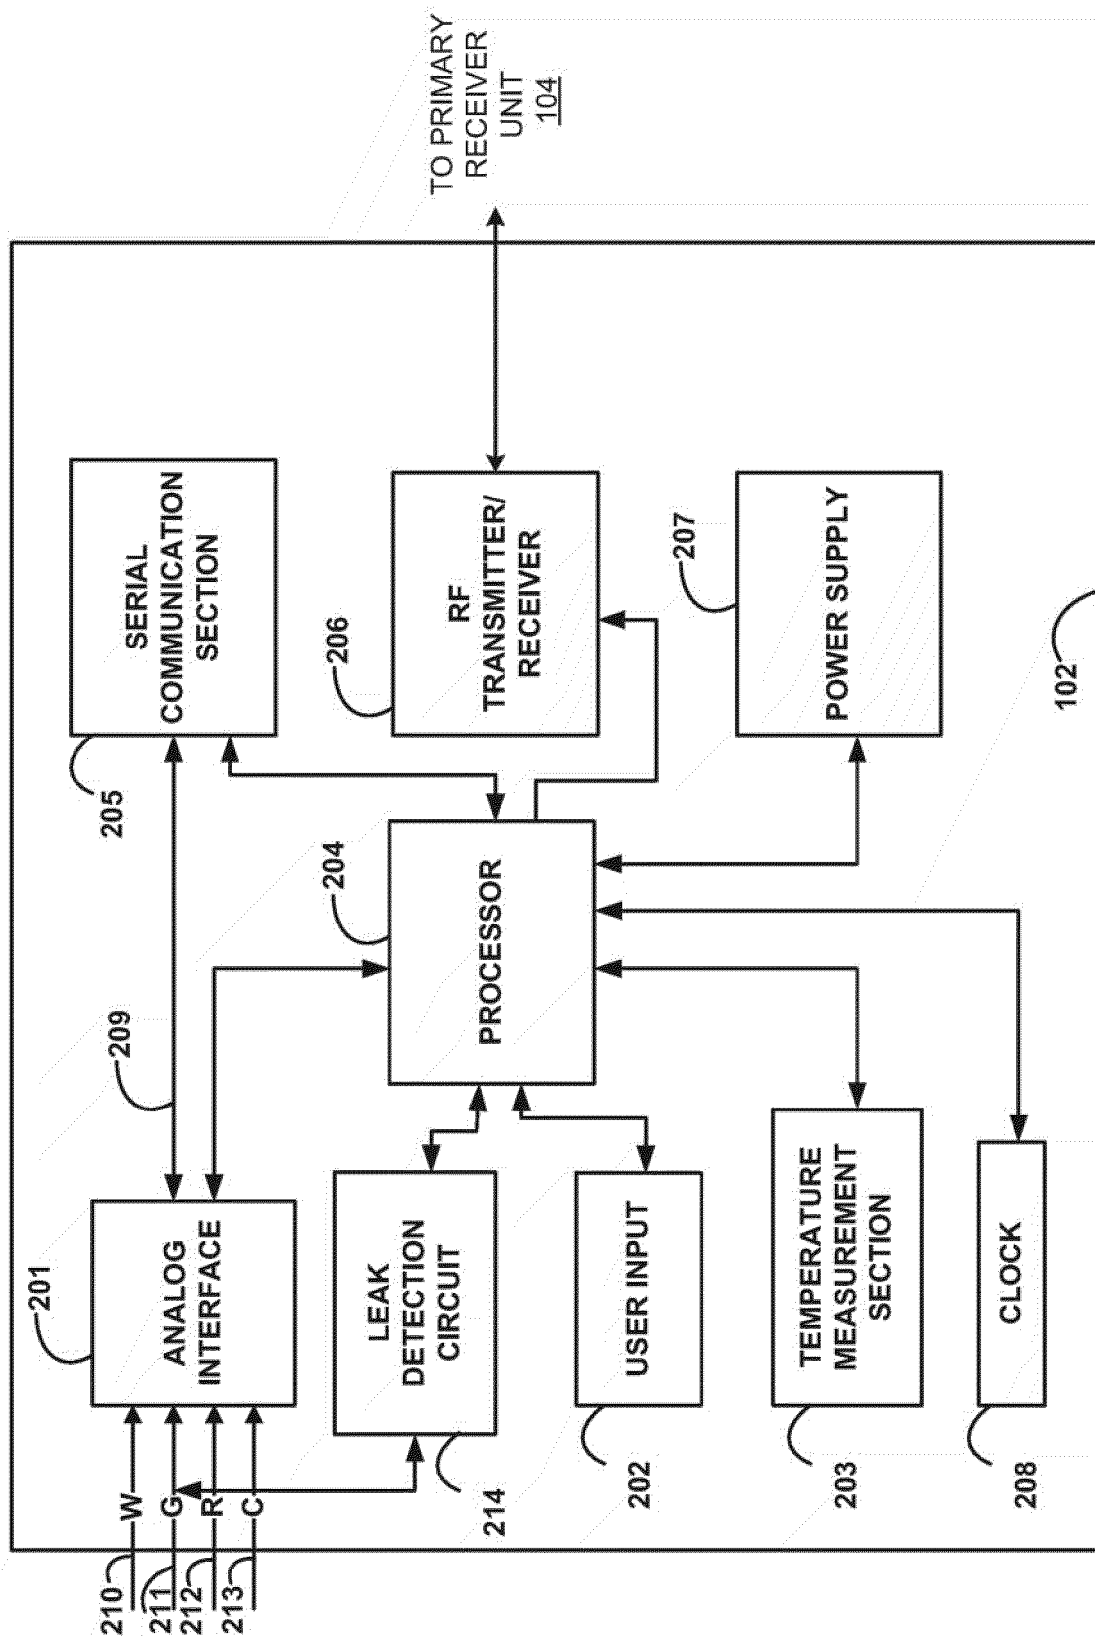 210
W
211
G
212
R
213
C
201
ANALOG
INTERFACE
209
205
SERIAL
COMMUNICATION
SECTION
214
LEAK
DETECTION
CIRCUIT
204
PROCESSOR
206
RF
TRANSMITTER/
RECEIVER
TO PRIMARY
RECEIVER
UNIT
104
202
USER INPUT
203
TEMPERATURE
MEASUREMENT
SECTION
207
POWER SUPPLY
208
CLOCK
102